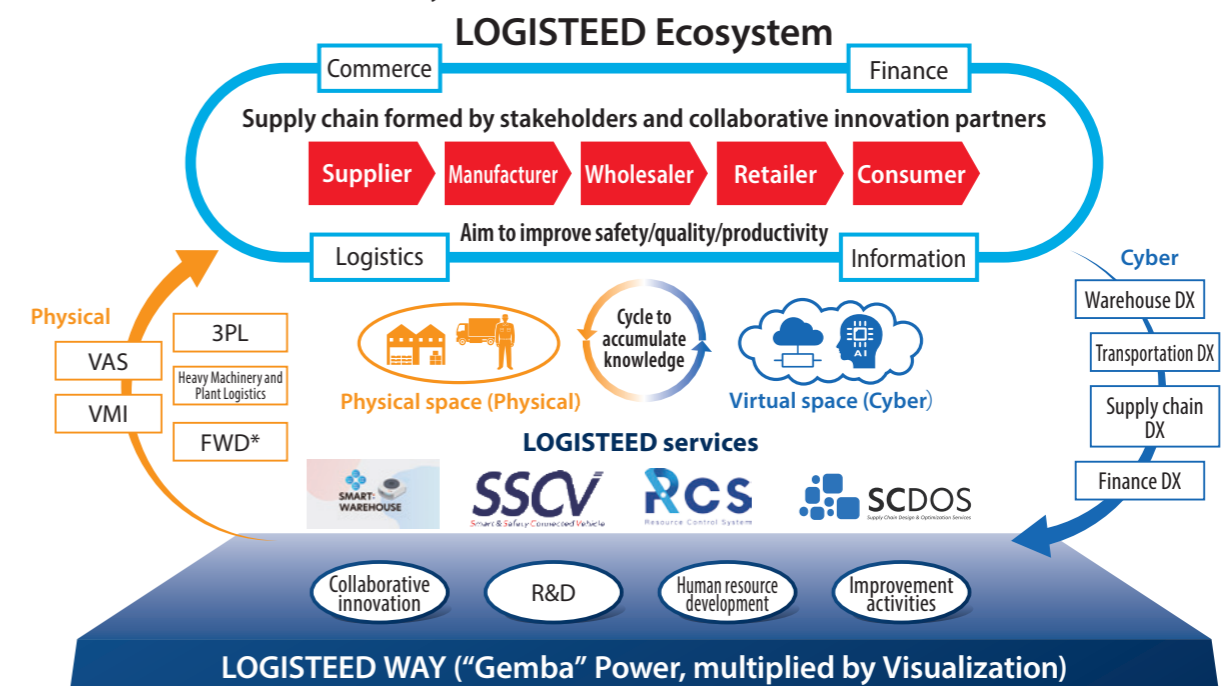 LOGISTEED Ecosystem
Commerce
Finance
Supply chain formed by stakeholders and collaborative innovation partners
Supplier
Manufacturer
Wholesaler
Retailer
Consumer
Aim to improve safety/quality/productivity
Logistics
Information
Physical
3PL
VAS
Heavy Machinery and
Plant Logistics
VMI
FWD*
Cycle to
accumulate
knowledge
AI
Physical space (Physical)
Virtual space (Cyber)
Cyber
Warehouse DX
Transportation DX
Supply chain
DX
Finance DX
LOGISTEED services
SMART:
WAREHOUSE
SSCV
Smart & Safety Connected Vehicle
RCS
Resource Control System
SCDOS
Supply Chain Design & Optimization Services
Collaborative
innovation
R&D
Human resource
development
Improvement
activities
LOGISTEED WAY (“Gemba” Power, multiplied by Visualization)